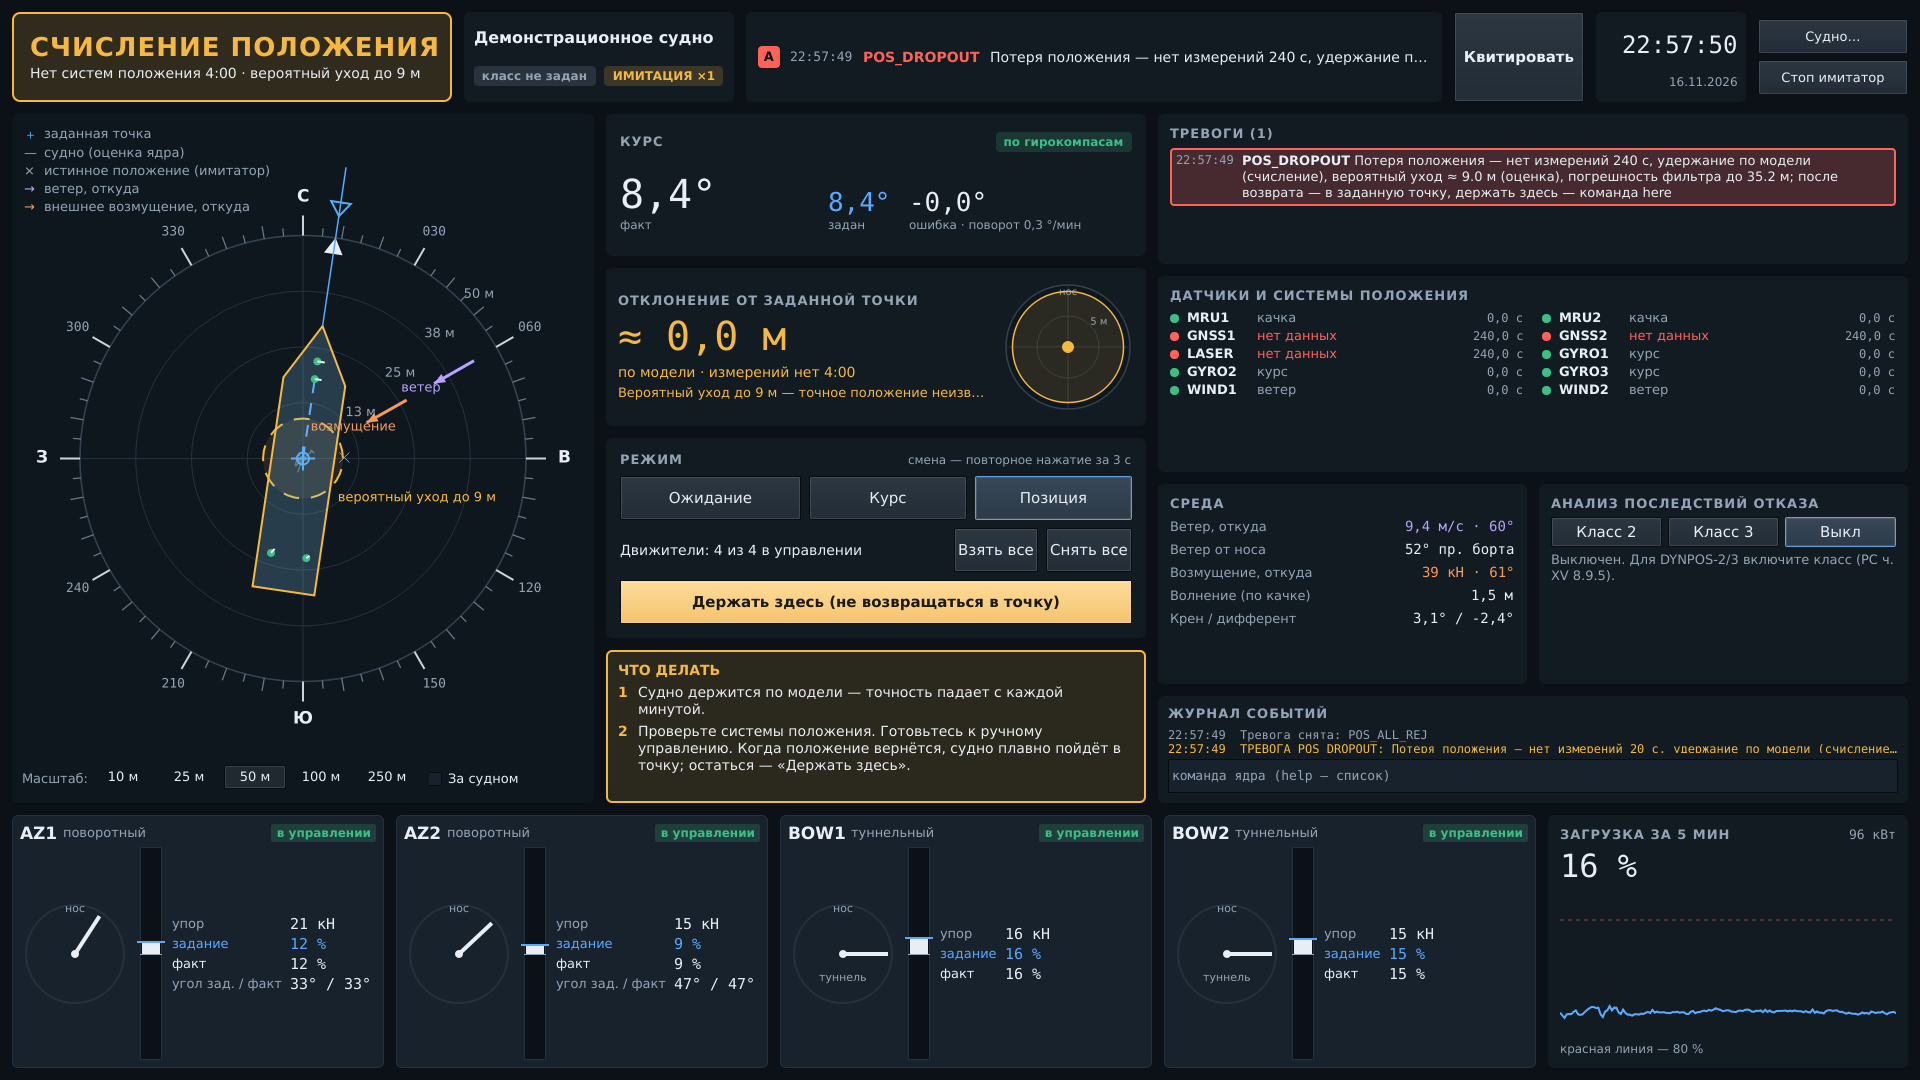 СЧИСЛЕНИЕ ПОЛОЖЕНИЯ
Нет систем положения 4:00 · вероятный уход до 9 м
Демонстрационное судно
класс не задан
ИМИТАЦИЯ ×1
A 22:57:49 POS_DROPOUT Потеря положения — нет измерений 240 с, удержание п…
Квитировать
22:57:50
16.11.2026
Судно…
Стоп имитатор
+ заданная точка
— судно (оценка ядра)
× истинное положение (имитатор)
→ ветер, откуда
→ внешнее возмущение, откуда
С
330
030
50 м
300
38 м
060
25 м
ветер
13 м
возмущение
З
В
вероятный уход до 9 м
240
120
210
150
Ю
Масштаб:
10 м
25 м
50 м
100 м
250 м
За судном
КУРС
по гирокомпасам
8,4°
8,4°
-0,0°
факт
задан
ошибка · поворот 0,3 °/мин
ОТКЛОНЕНИЕ ОТ ЗАДАННОЙ ТОЧКИ
≈ 0,0 м
по модели · измерений нет 4:00
Вероятный уход до 9 м — точное положение неизв…
нос
5 м
РЕЖИМ
смена — повторное нажатие за 3 с
Ожидание
Курс
Позиция
Движители: 4 из 4 в управлении
Взять все
Снять все
Держать здесь (не возвращаться в точку)
ЧТО ДЕЛАТЬ
1 Судно держится по модели — точность падает с каждой
минутой.
2 Проверьте системы положения. Готовьтесь к ручному
управлению. Когда положение вернётся, судно плавно пойдёт в
точку; остаться — «Держать здесь».
ТРЕВОГИ (1)
22:57:49 POS_DROPOUT Потеря положения — нет измерений 240 с, удержание по модели
(счисление), вероятный уход ≈ 9.0 м (оценка), погрешность фильтра до 35.2 м; после
возврата — в заданную точку, держать здесь — команда here
ДАТЧИКИ И СИСТЕМЫ ПОЛОЖЕНИЯ
MRU1 качка 0,0 с
MRU2 качка 0,0 с
GNSS1 нет данных 240,0 с
GNSS2 нет данных 240,0 с
LASER нет данных 240,0 с
GYRO1 курс 0,0 с
GYRO2 курс 0,0 с
GYRO3 курс 0,0 с
WIND1 ветер 0,0 с
WIND2 ветер 0,0 с
СРЕДА
Ветер, откуда 9,4 м/с · 60°
Ветер от носа 52° пр. борта
Возмущение, откуда 39 кН · 61°
Волнение (по качке) 1,5 м
Крен / дифферент 3,1° / -2,4°
АНАЛИЗ ПОСЛЕДСТВИЙ ОТКАЗА
Класс 2
Класс 3
Выкл
Выключен. Для DYNPOS-2/3 включите класс (РС ч.
XV 8.9.5).
ЖУРНАЛ СОБЫТИЙ
22:57:49 Тревога снята: POS_ALL_REJ
22:57:49 ТРЕВОГА POS_DROPOUT: Потеря положения — нет измерений 20 с, удержание по модели (счисление…
команда ядра (help — список)
AZ1 поворотный
в управлении
нос
упор 21 кН
задание 12 %
факт 12 %
угол зад. / факт 33° / 33°
AZ2 поворотный
в управлении
нос
упор 15 кН
задание 9 %
факт 9 %
угол зад. / факт 47° / 47°
BOW1 туннельный
в управлении
нос
туннель
упор 16 кН
задание 16 %
факт 16 %
BOW2 туннельный
в управлении
нос
туннель
упор 15 кН
задание 15 %
факт 15 %
ЗАГРУЗКА ЗА 5 МИН
96 кВт
16 %
красная линия — 80 %